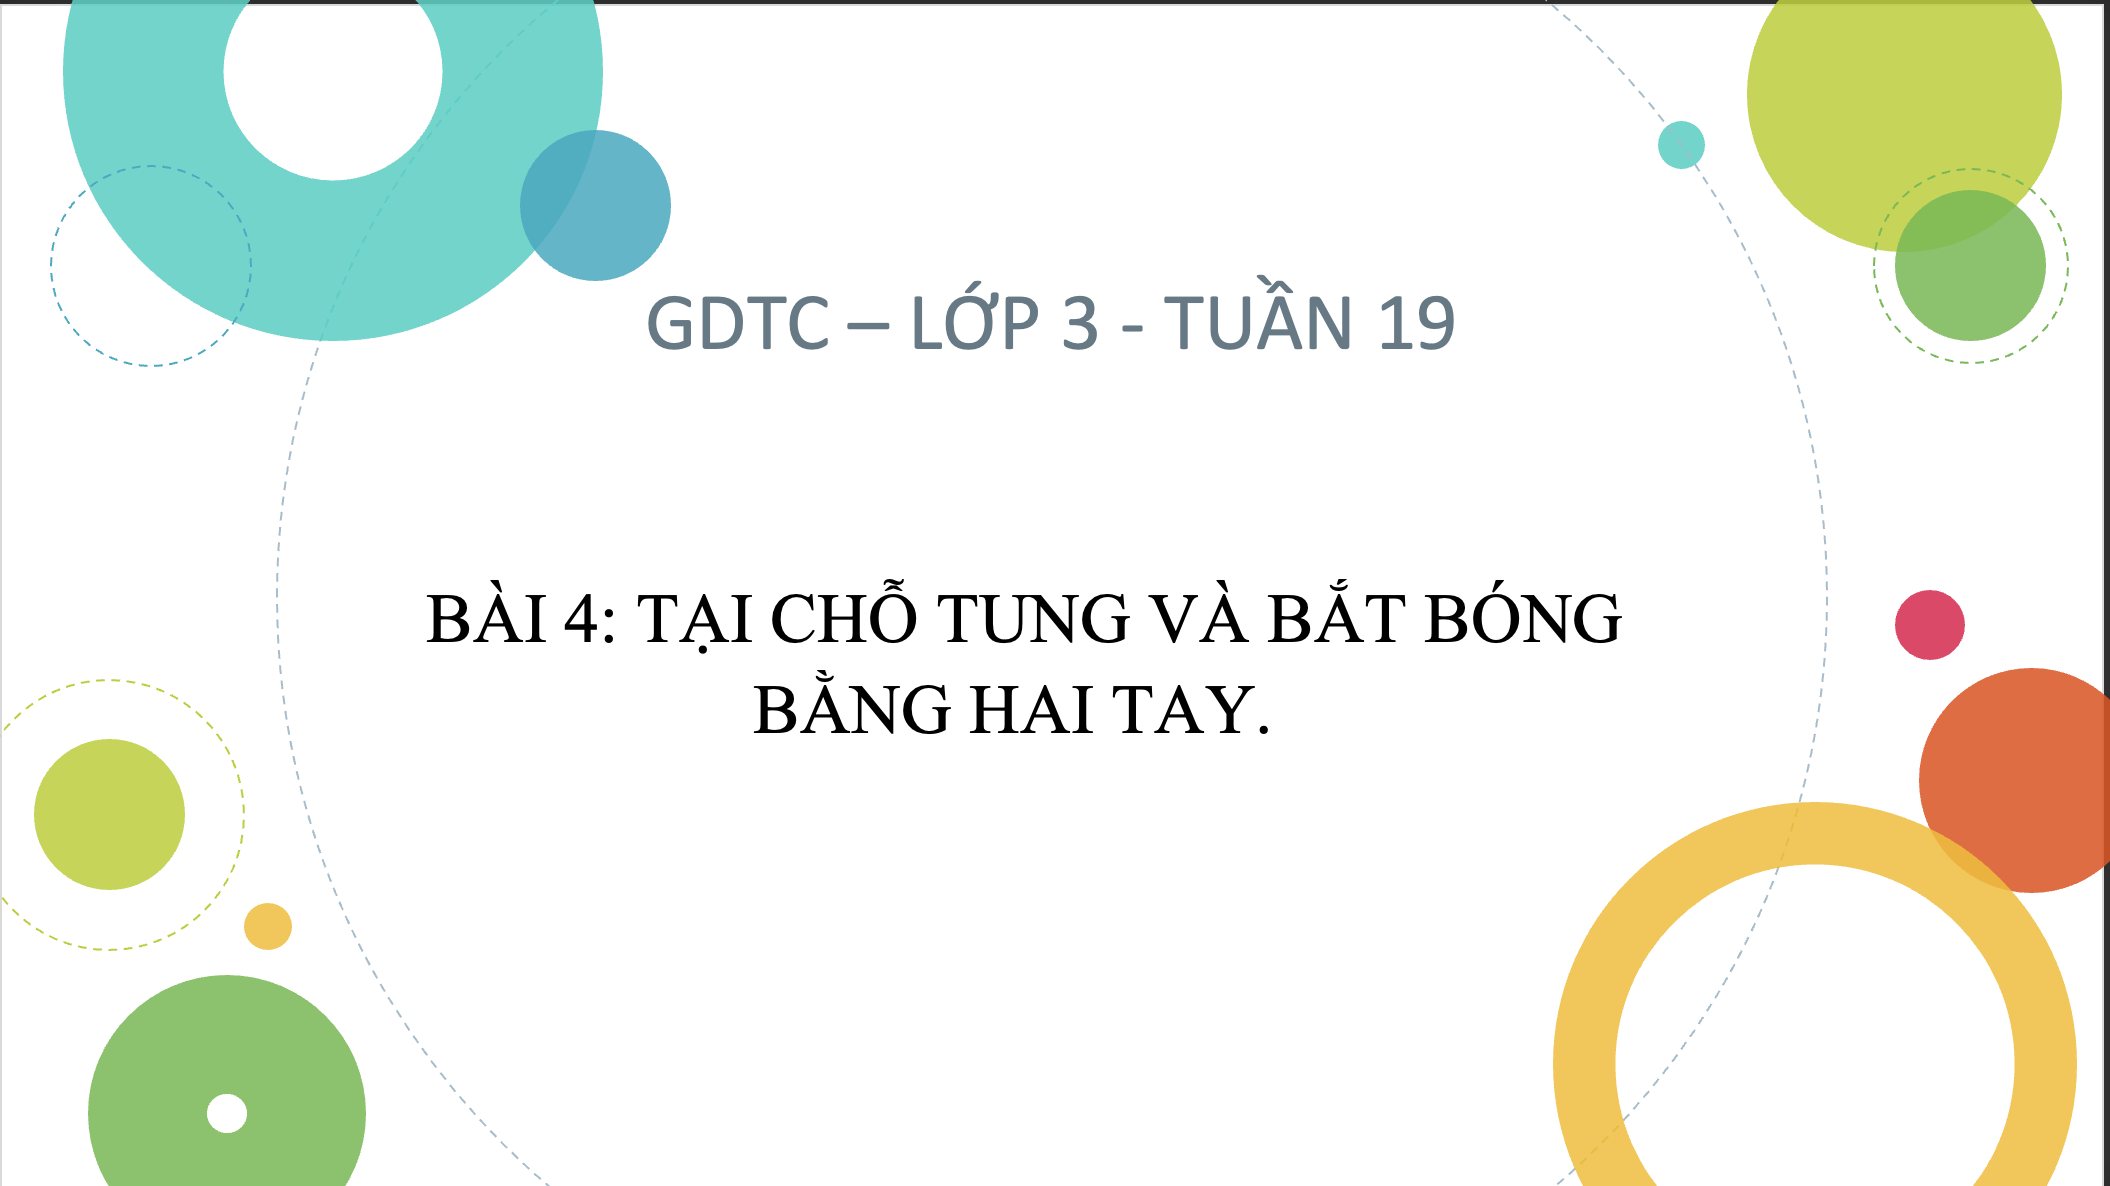 GDTC – LỚP 3 - TUẦN 19
BÀI 4: TẠI CHỖ TUNG VÀ BẮT BÓNG
BẰNG HAI TAY.